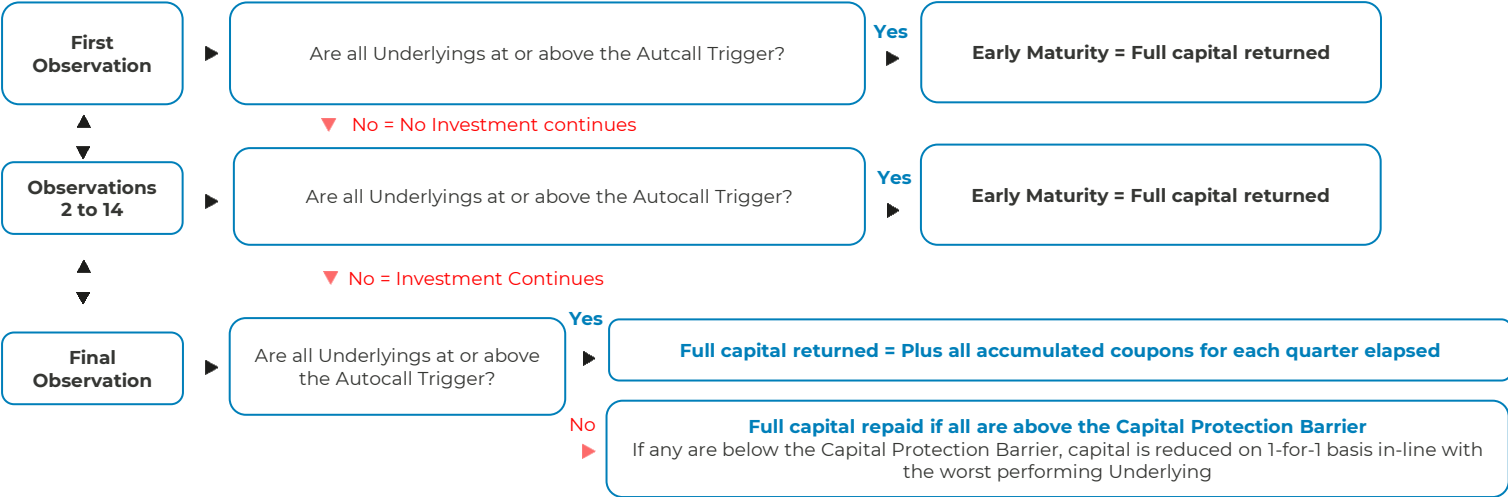 First
Observation
Are all Underlyings at or above the Autcall Trigger?
Yes
Early Maturity = Full capital returned
No = No Investment continues
Observations
2 to 14
Are all Underlyings at or above the Autocall Trigger?
Yes
Early Maturity = Full capital returned
No = Investment Continues
Final
Observation
Are all Underlyings at or above
the Autocall Trigger?
Yes
Full capital returned = Plus all accumulated coupons for each quarter elapsed
No
Full capital repaid if all are above the Capital Protection Barrier
If any are below the Capital Protection Barrier, capital is reduced on 1-for-1 basis in-line with
the worst performing Underlying